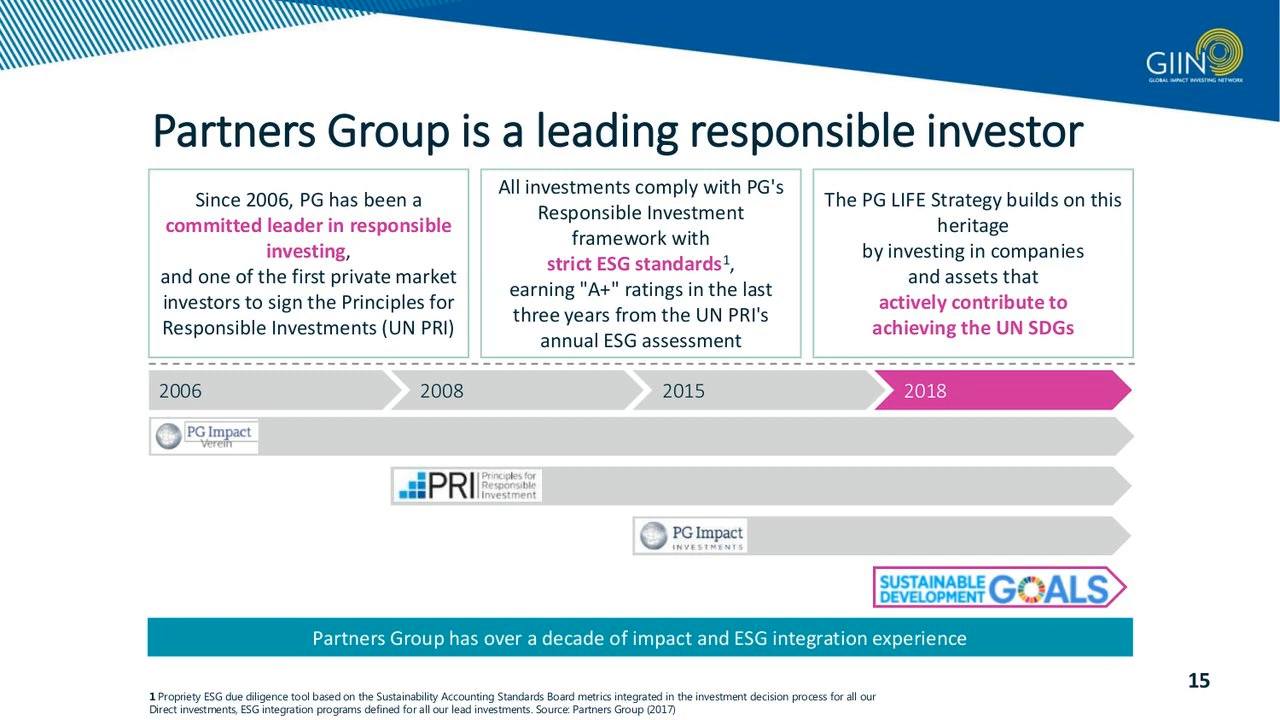 GIIN
GLOBAL IMPACT INVESTING NETWORK
Partners Group is a leading responsible investor
Since 2006, PG has been a
committed leader in responsible
investing,
and one of the first private market
investors to sign the Principles for
Responsible Investments (UN PRI)
All investments comply with PG's
Responsible Investment
framework with
strict ESG standards1,
earning "A+" ratings in the last
three years from the UN PRI's
annual ESG assessment
The PG LIFE Strategy builds on this
heritage
by investing in companies
and assets that
actively contribute to
achieving the UN SDGs
2006
2008
2015
2018
PG Impact
Verein
PRI
Principles for
Responsible
Investment
PG Impact
INVESTMENTS
SUSTAINABLE
DEVELOPMENT
GOALS
Partners Group has over a decade of impact and ESG integration experience
15
1 Propriety ESG due diligence tool based on the Sustainability Accounting Standards Board metrics integrated in the investment decision process for all our
Direct investments, ESG integration programs defined for all our lead investments. Source: Partners Group (2017)